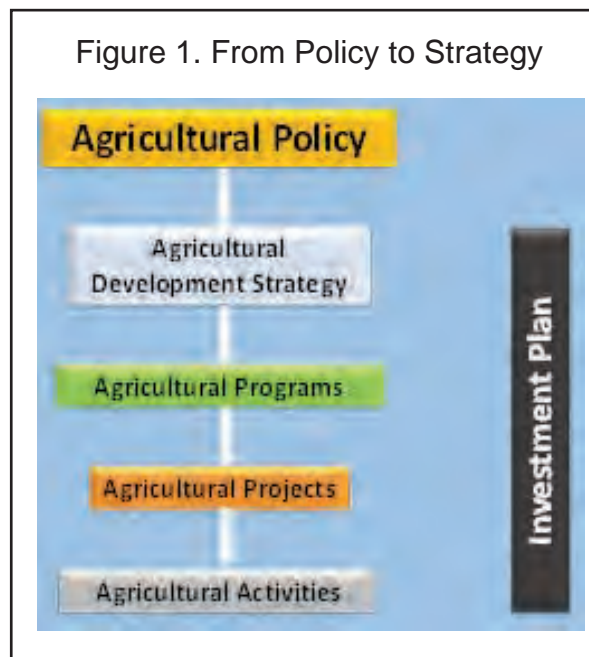 Figure 1. From Policy to Strategy
Agricultural Policy
Agricultural
Development Strategy
Agricultural Programs
Agricultural Projects
Agricultural Activities
Investment Plan